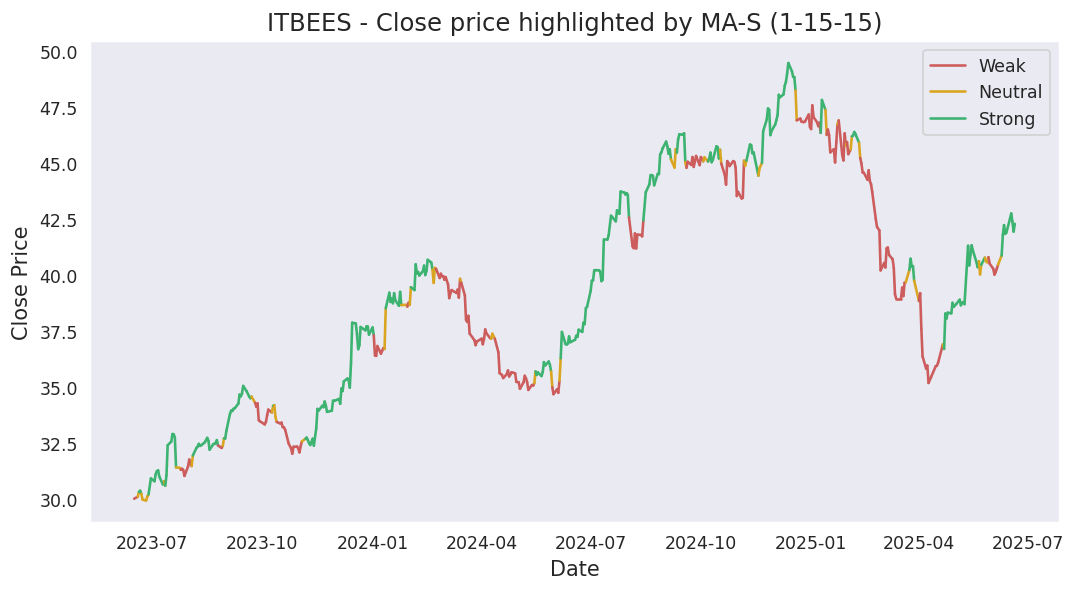 ITBEES - Close price highlighted by MA-S (1-15-15)
50.0
47.5
45.0
42.5
40.0
37.5
35.0
32.5
30.0
Close Price
Weak
Neutral
Strong
2023-07 2023-10 2024-01 2024-04 2024-07 2024-10 2025-01 2025-04 2025-07
Date